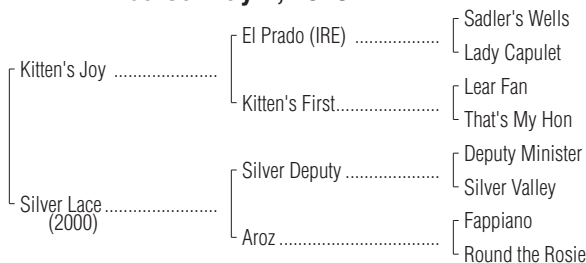 Sadler's Wells
El Prado (IRE)
Lady Capulet
Kitten's Joy
Lear Fan
Kitten's First
That's My Hon
Deputy Minister
Silver Deputy
Silver Valley
Silver Lace
(2000)
Fappiano
Aroz
Round the Rosie